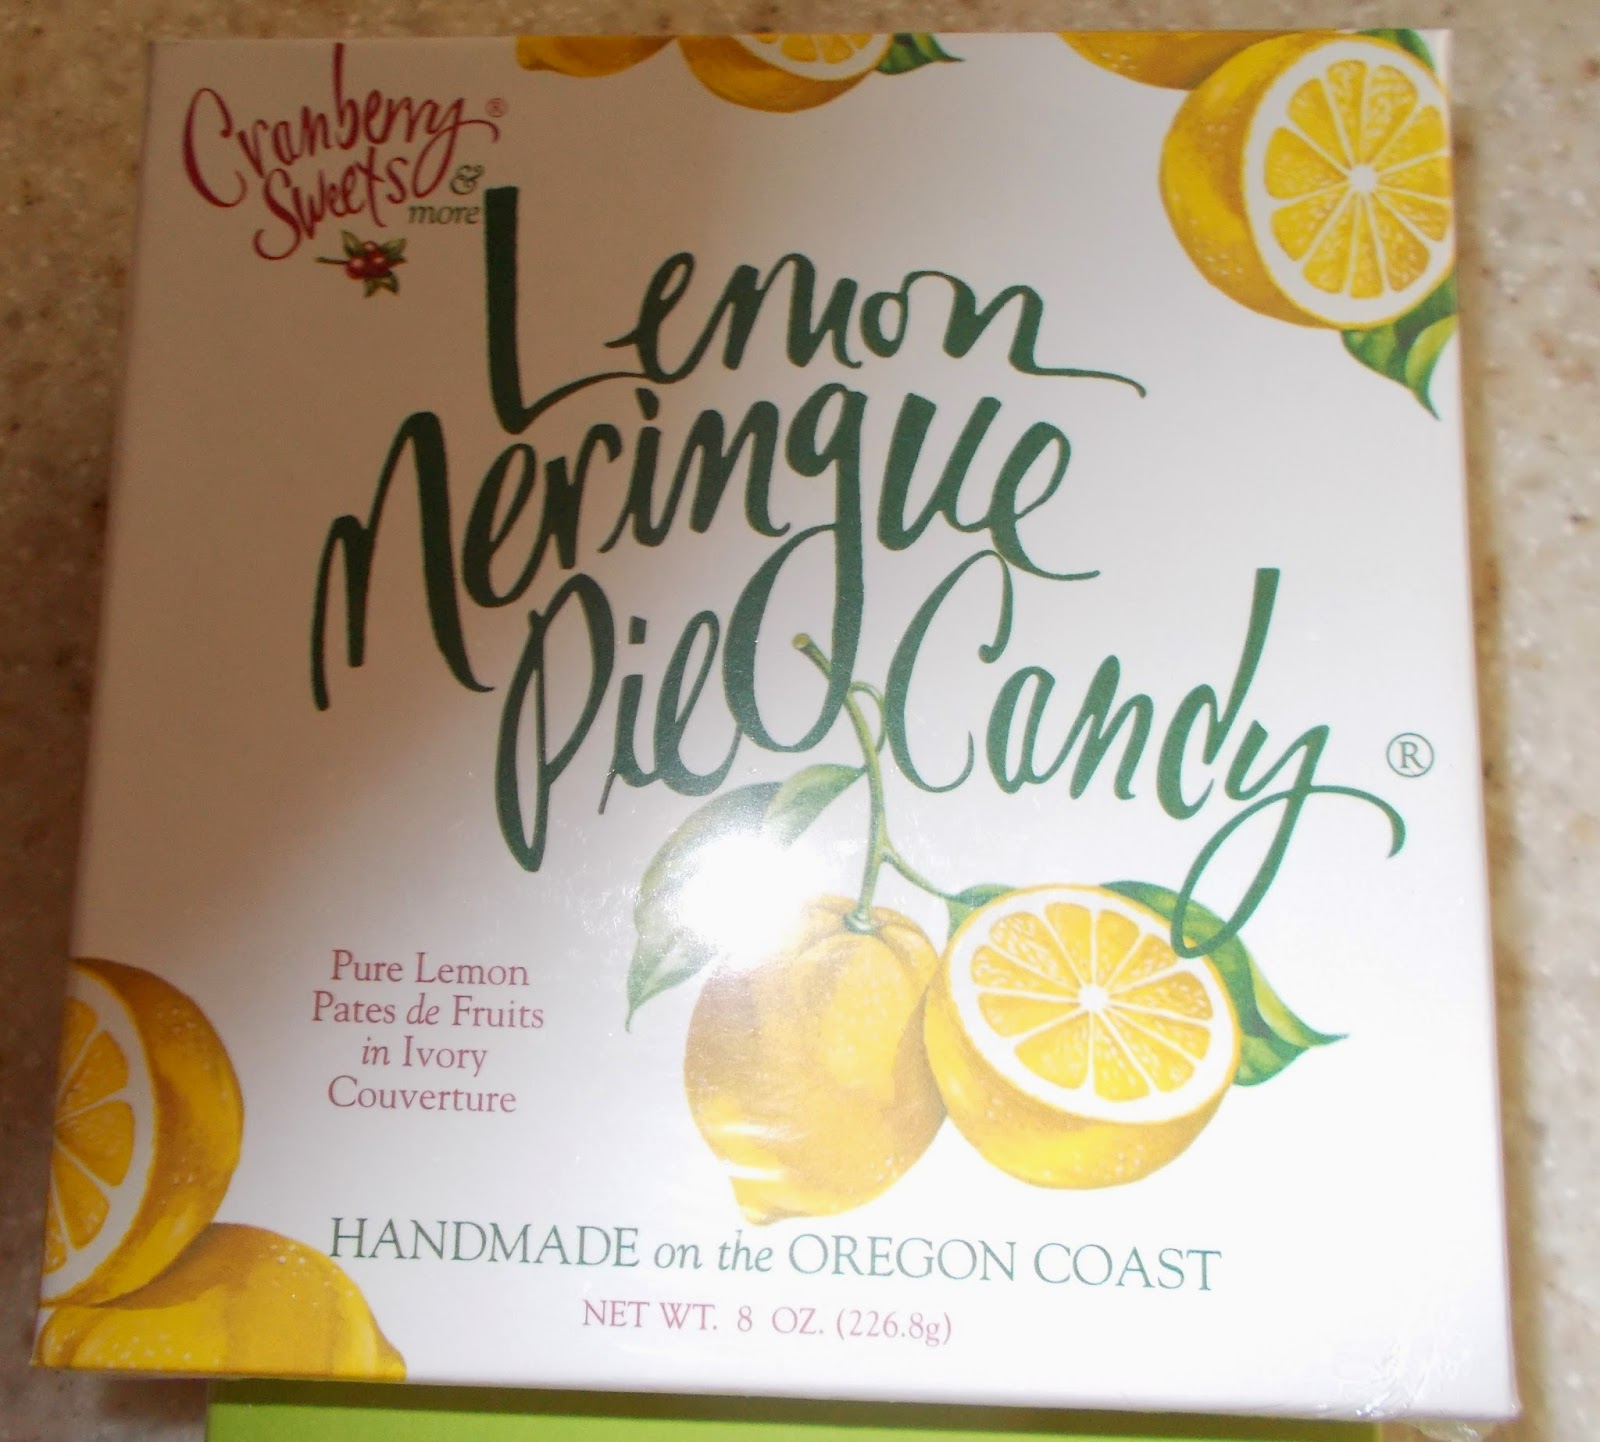 Cranberry®
Sweets &
more
Lemon
Meringue
Pie Candy®
Pure Lemon
Pates de Fruits
in Ivory
Couverture
HANDMADE on the OREGON COAST
NET WT. 8 OZ. (226.8g)